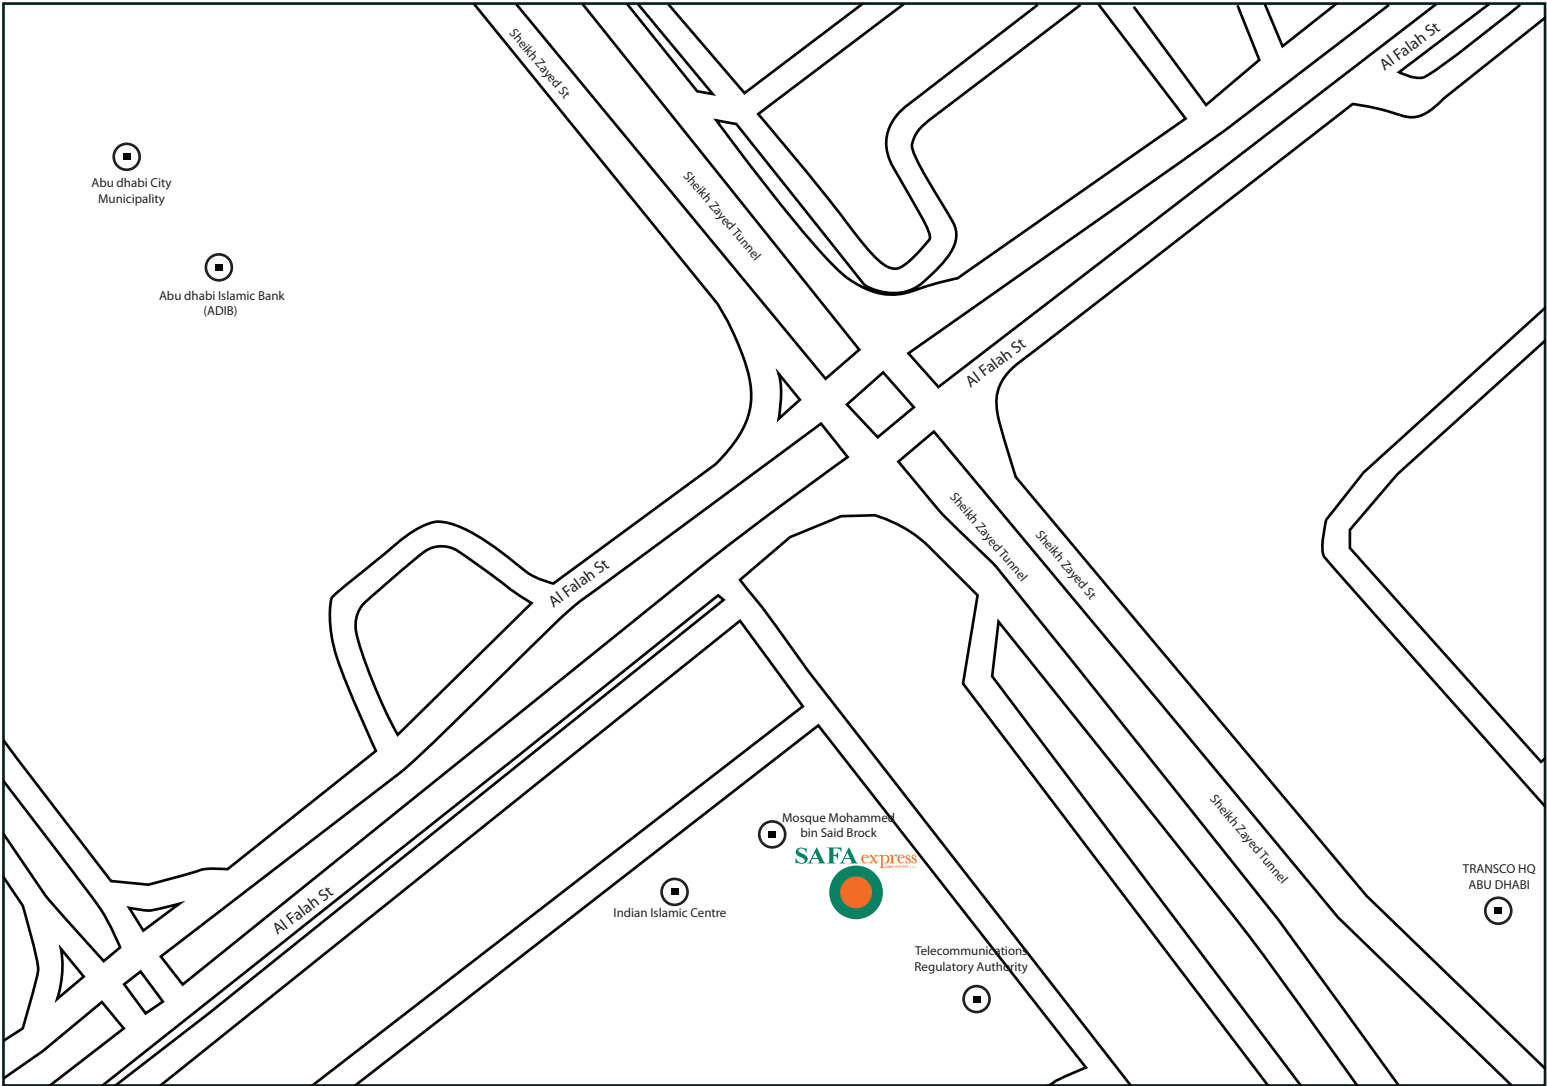 Al Falah St
Sheikh Zayed St
Abu dhabi City
Municipality
Sheikh Zayed Tunnel
Abu dhabi Islamic Bank
(ADIB)
Al Falah St
Sheikh Zayed Tunnel
Sheikh Zayed St
Al Falah St
Sheikh Zayed Tunnel
Mosque Mohammed
bin Said Brock
SAFA express
Indian Islamic Centre
Al Falah St
TRANSCO HQ
ABU DHABI
Telecommunications
Regulatory Authority